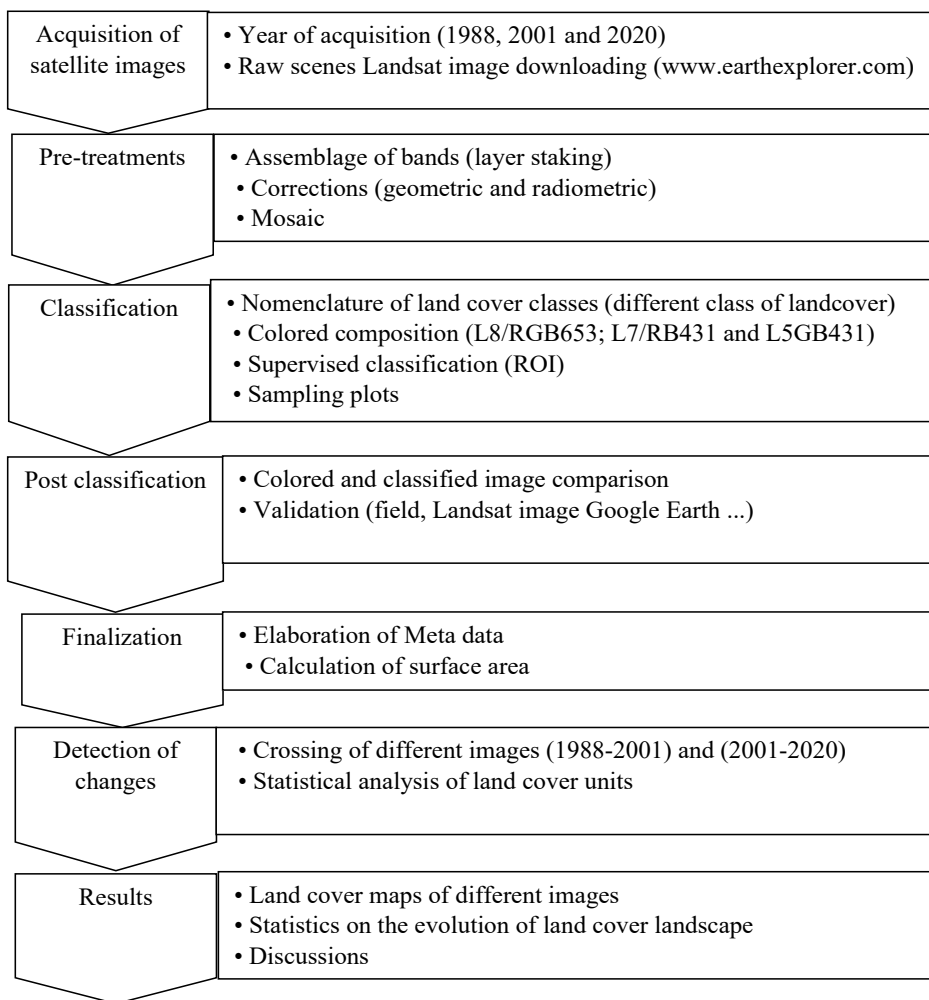 Acquisition of
satellite images
• Year of acquisition (1988, 2001 and 2020)
• Raw scenes Landsat image downloading (www.earthexplorer.com)
Pre-treatments
• Assemblage of bands (layer staking)
• Corrections (geometric and radiometric)
• Mosaic
Classification
• Nomenclature of land cover classes (different class of landcover)
• Colored composition (L8/RGB653; L7/RB431 and L5GB431)
• Supervised classification (ROI)
• Sampling plots
Post classification
• Colored and classified image comparison
• Validation (field, Landsat image Google Earth ...)
Finalization
• Elaboration of Meta data
• Calculation of surface area
Detection of
changes
• Crossing of different images (1988-2001) and (2001-2020)
• Statistical analysis of land cover units
Results
• Land cover maps of different images
• Statistics on the evolution of land cover landscape
• Discussions